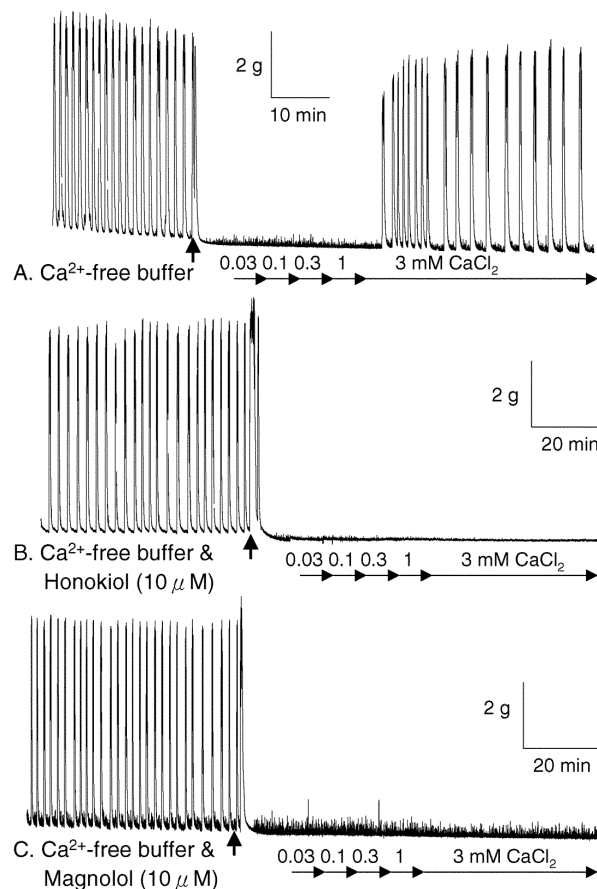 2 g
10 min
A. Ca²⁺-free buffer
0.03 0.1 0.3 1 3 mM CaCl₂
2 g
20 min
B. Ca²⁺-free buffer &
Honokiol (10 μM)
0.03 0.1 0.3 1 3 mM CaCl₂
2 g
20 min
C. Ca²⁺-free buffer &
Magnolol (10 μM)
0.03 0.1 0.3 1 3 mM CaCl₂